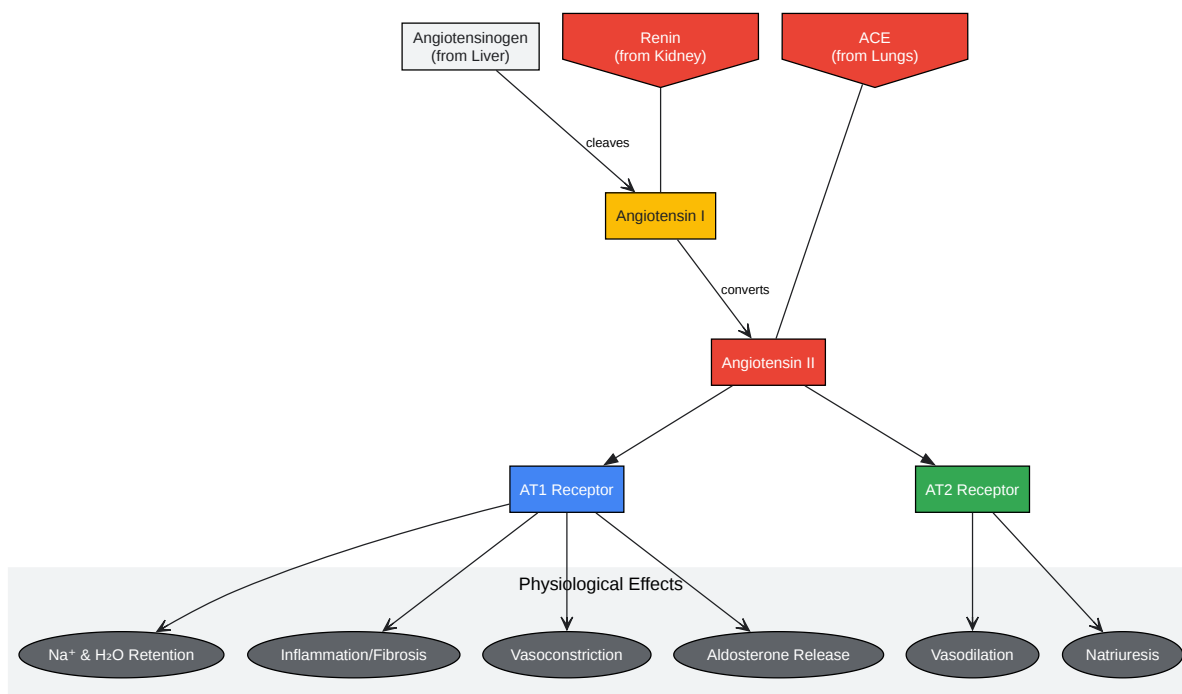 Angiotensinogen
(from Liver)
Renin
(from Kidney)
ACE
(from Lungs)
cleaves
Angiotensin I
converts
Angiotensin II
AT1 Receptor
AT2 Receptor
Physiological Effects
Na⁺ & H₂O Retention
Inflammation/Fibrosis
Vasoconstriction
Aldosterone Release
Vasodilation
Natriuresis